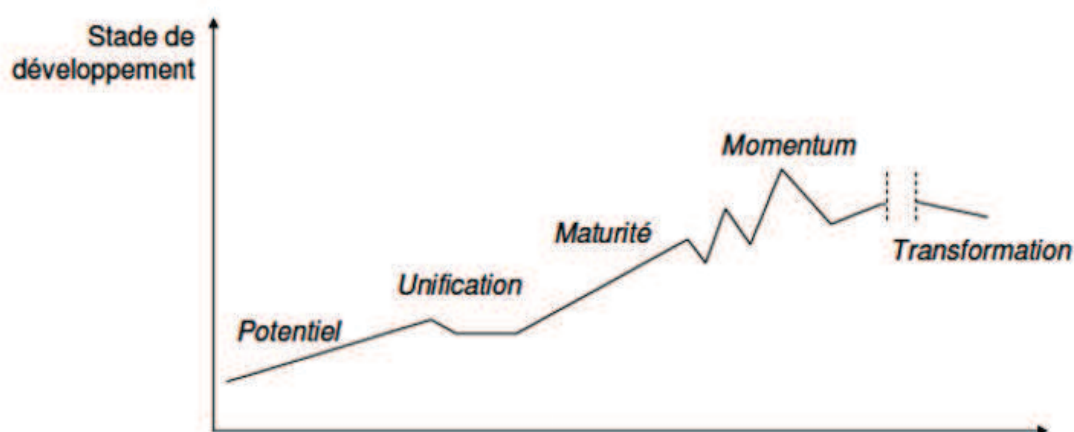 Stade de
développement
Momentum
Maturité
Transformation
Unification
Potentiel